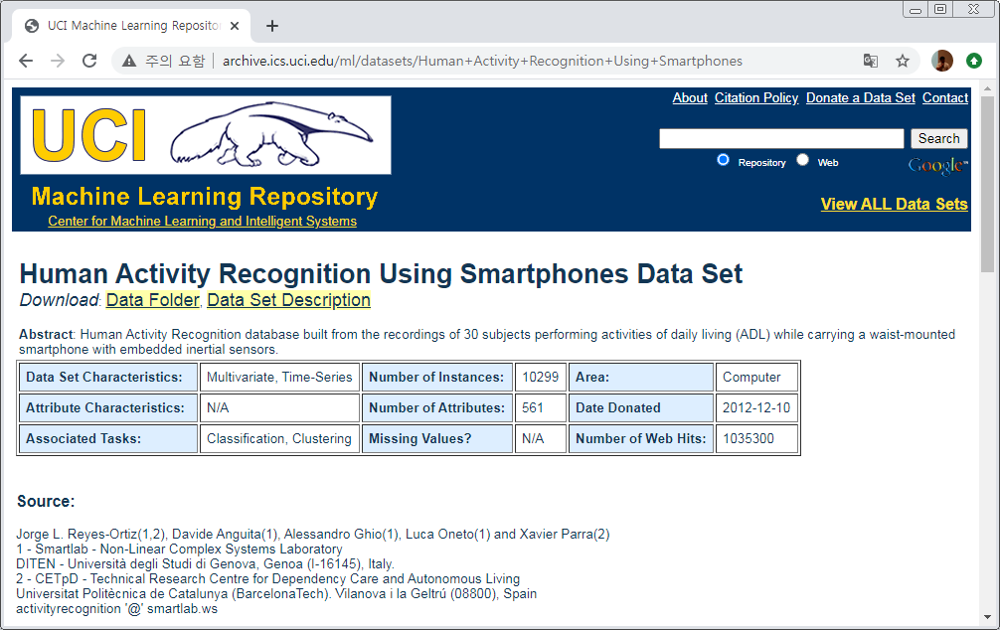 UCI Machine Learning Reposito
주의 요함
archive.ics.uci.edu/ml/datasets/Human+Activity+Recognition+Using+Smartphones
About Citation Policy Donate a Data Set Contact
UCI
Search
Repository Web
Google™
Machine Learning Repository
Center for Machine Learning and Intelligent Systems
View ALL Data Sets
Human Activity Recognition Using Smartphones Data Set
Download: Data Folder, Data Set Description
Abstract: Human Activity Recognition database built from the recordings of 30 subjects performing activities of daily living (ADL) while carrying a waist-mounted
smartphone with embedded inertial sensors.
Data Set Characteristics: Multivariate, Time-Series Number of Instances: 10299 Area: Computer
Attribute Characteristics: N/A Number of Attributes: 561 Date Donated 2012-12-10
Associated Tasks: Classification, Clustering Missing Values? N/A Number of Web Hits: 1035300
Source:
Jorge L. Reyes-Ortiz(1,2), Davide Anguita(1), Alessandro Ghio(1), Luca Oneto(1) and Xavier Parra(2)
1 - Smartlab - Non-Linear Complex Systems Laboratory
DITEN - Università degli Studi di Genova, Genoa (I-16145), Italy.
2 - CETpD - Technical Research Centre for Dependency Care and Autonomous Living
Universitat Politècnica de Catalunya (BarcelonaTech). Vilanova i la Geltrú (08800), Spain
activityrecognition '@' smartlab.ws